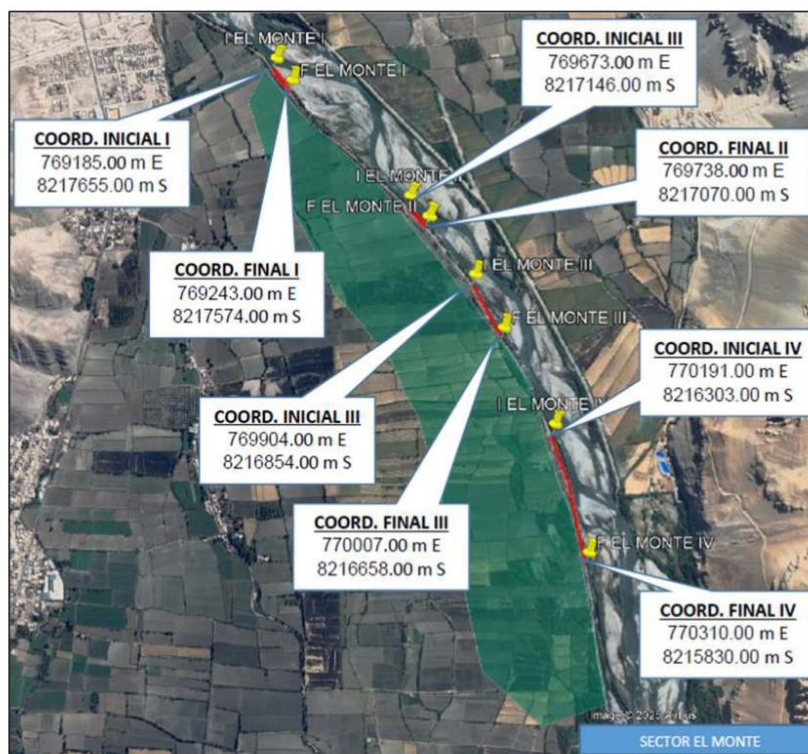 I EL MONTE I
F EL MONTE I
COORD. INICIAL III
769673.00 m E
8217146.00 m S
COORD. INICIAL I
769185.00 m E
8217655.00 m S
COORD. FINAL II
769738.00 m E
8217070.00 m S
I EL MONTE
F EL MONTE II
COORD. FINAL I
769243.00 m E
8217574.00 m S
I EL MONTE III
F EL MONTE III
COORD. INICIAL IV
770191.00 m E
8216303.00 m S
COORD. INICIAL III
769904.00 m E
8216854.00 m S
I EL MONTE IV
COORD. FINAL III
770007.00 m E
8216658.00 m S
F EL MONTE IV
COORD. FINAL IV
770310.00 m E
8215830.00 m S
Image © 2025 Airbus
SECTOR EL MONTE